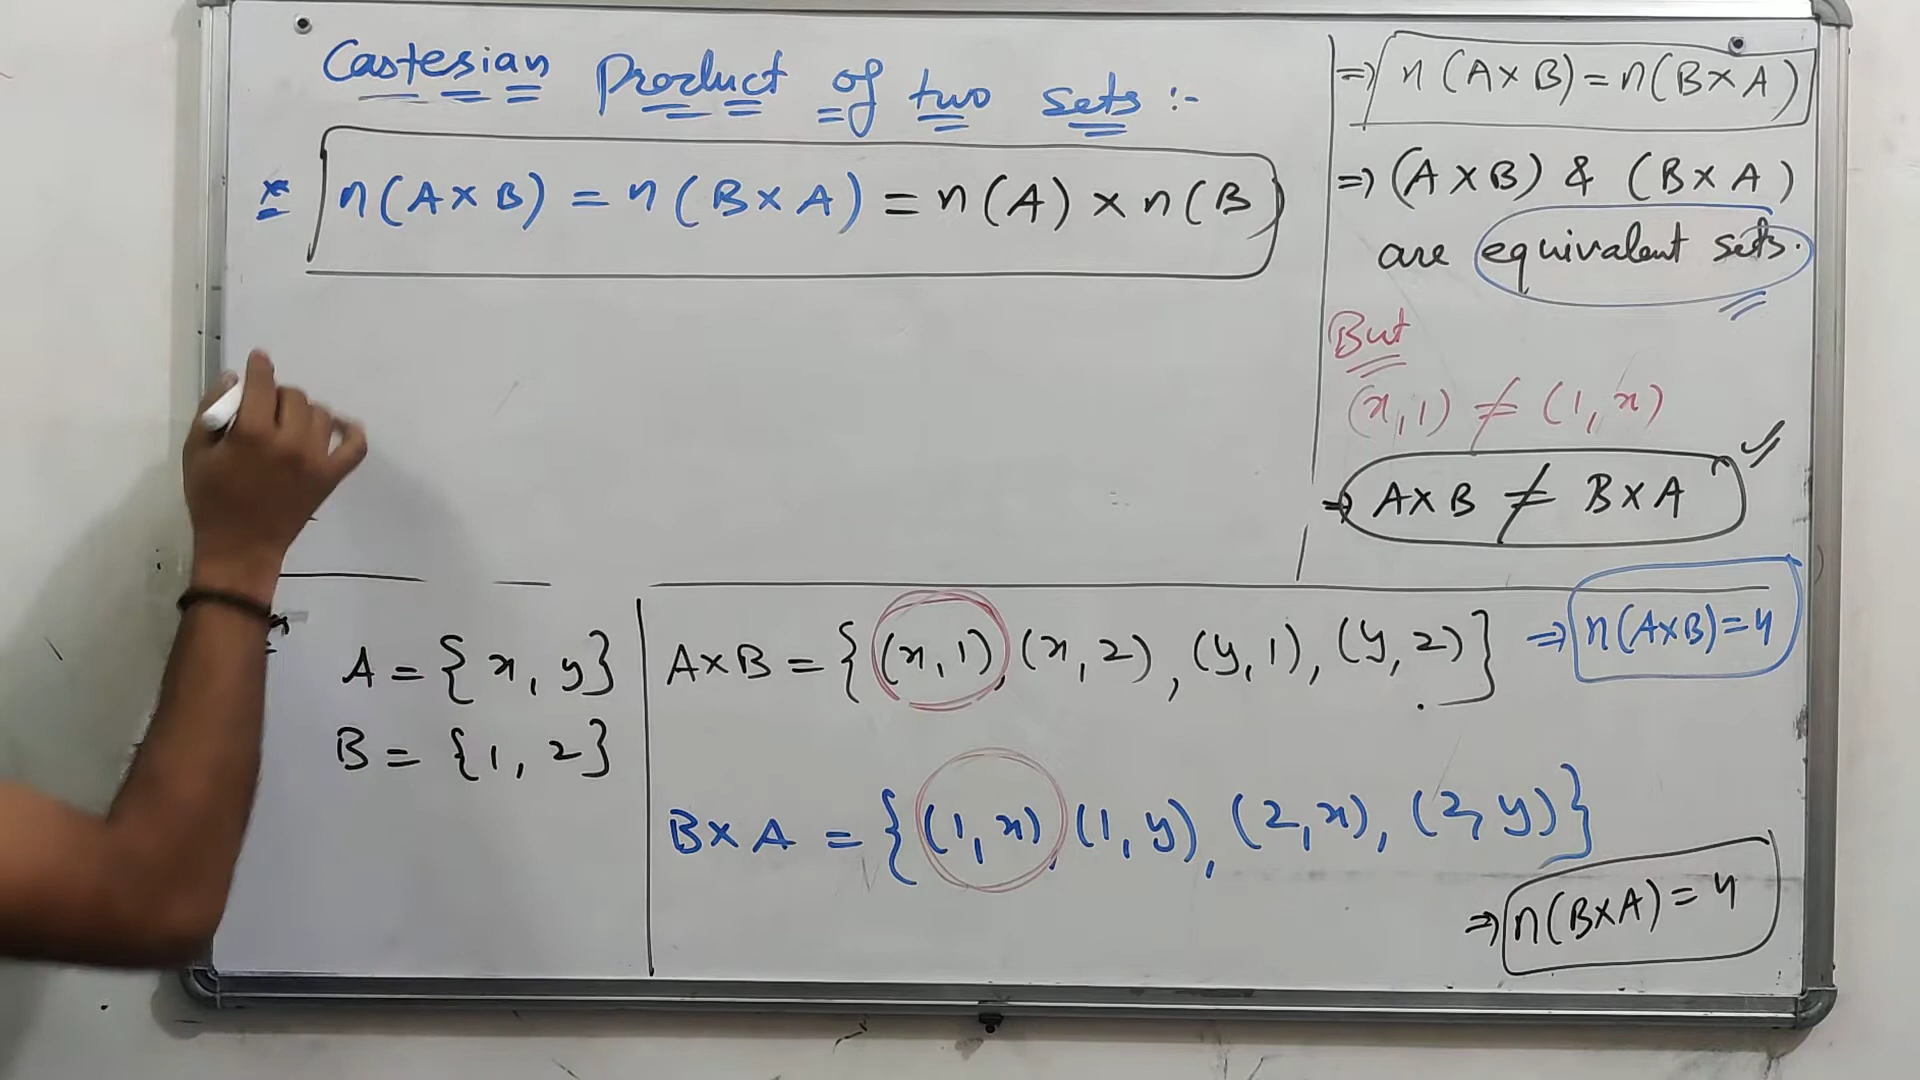 Cartesian Product of two sets :-
* n(A×B) = n(B×A) = n(A) × n(B)
⇒ n(A×B) = n(B×A)
⇒ (A×B) & (B×A)
are equivalent sets.
But
(x,1) ≠ (1,x)
⇒ A×B ≠ B×A
A = {x, y}
B = {1, 2}
A×B = {(x,1), (x,2), (y,1), (y,2)} ⇒ n(A×B)=4
B×A = {(1,x), (1,y), (2,x), (2,y)}
⇒ n(B×A) = 4